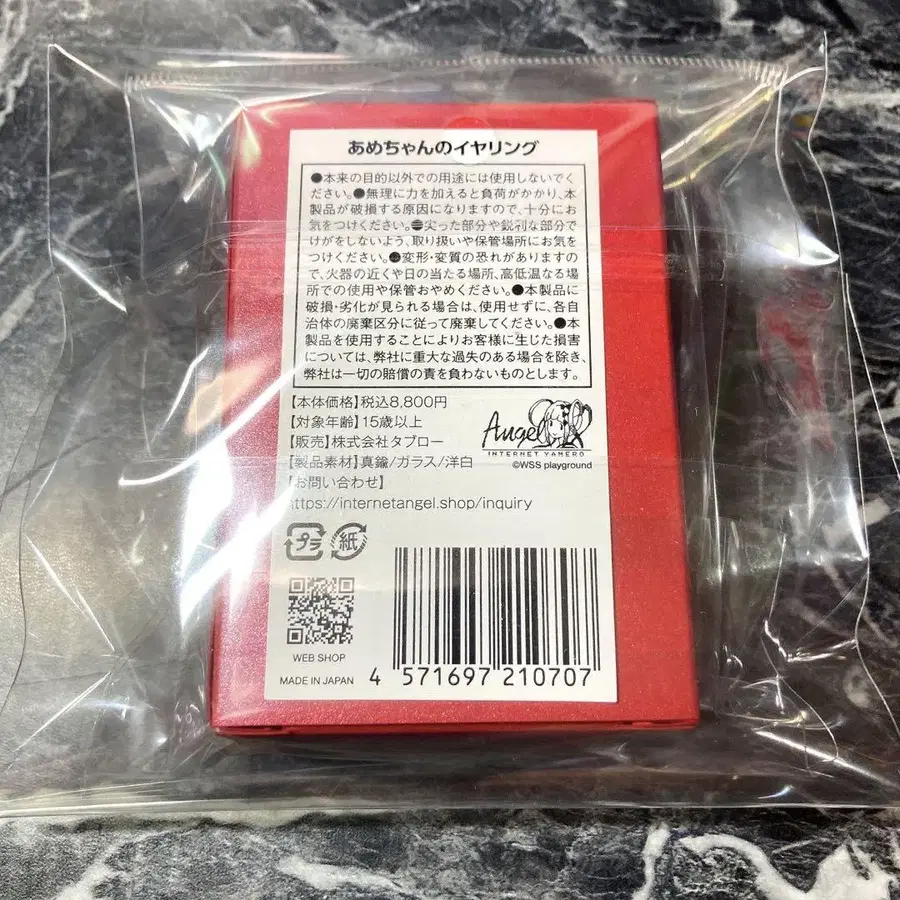 あめちゃんのイヤリング
●本来の目的以外での用途には使用しないでく
ださい。●無理に力を加えると負荷がかかり、本
製品が破損する原因になりますので、十分にお
気をつけください。●尖った部分や鋭利な部分で
けがをしないよう、取り扱いや保管場所にお気を
つけください。●変形・変質の恐れがありますの
で、火器の近くや日の当たる場所、高低温なる場
所での使用や保管おやめください。●本製品に
破損・劣化が見られる場合は、使用せずに、各自
治体の廃棄区分に従って廃棄してください。●本
製品を使用することによりお客様に生じた損害
については、弊社に重大な過失のある場合を除き、
弊社は一切の賠償の責を負わないものとします。
【本体価格】税込8,800円
【対象年齢】15歳以上
【販売】株式会社タブロー
【製品素材】真鍮/ガラス/洋白
【お問い合わせ】
https://internetangel.shop/inquiry
Angel
INTERNET YAMERO
©WSS playground
プラ
紙
WEB SHOP
MADE IN JAPAN
4 571697 210707